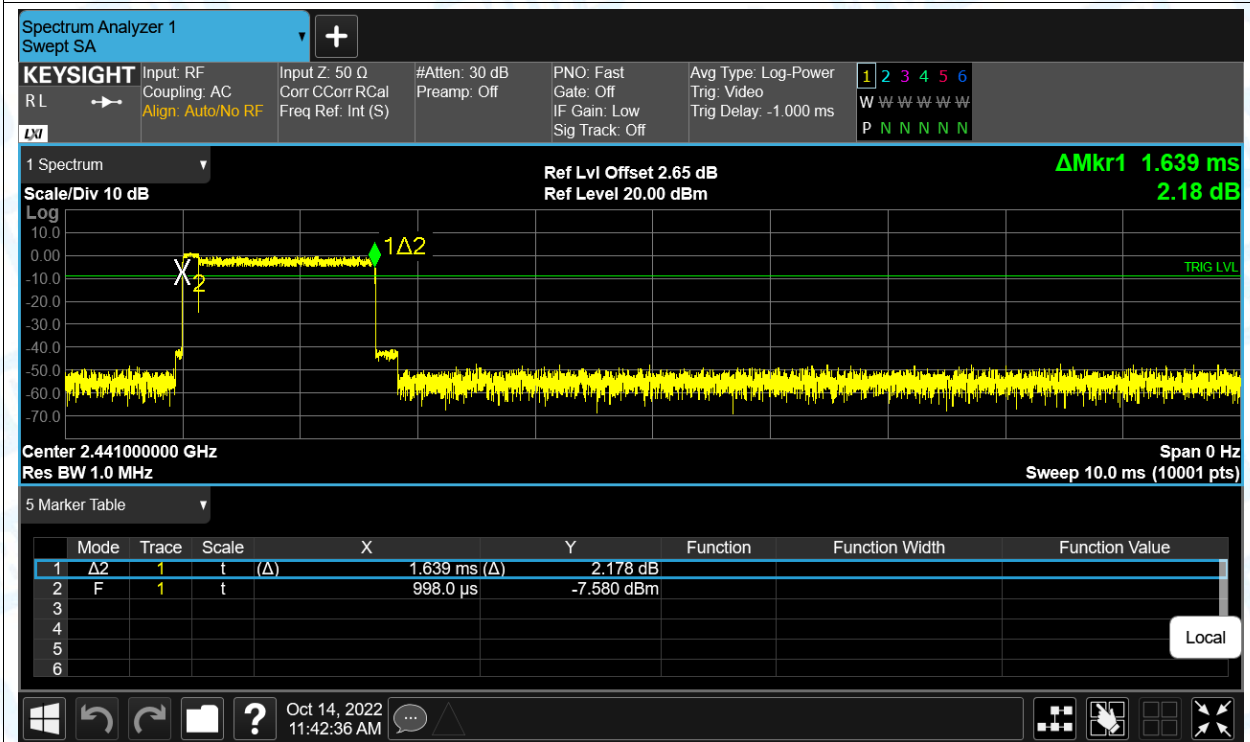 Spectrum Analyzer 1
Swept SA
+
KEYSIGHT
RL
LXI
Input: RF
Coupling: AC
Align: Auto/No RF
Input Z: 50 Ω
Corr CCorr RCal
Freq Ref: Int (S)
#Atten: 30 dB
Preamp: Off
PNO: Fast
Gate: Off
IF Gain: Low
Sig Track: Off
Avg Type: Log-Power
Trig: Video
Trig Delay: -1.000 ms
1 2 3 4 5 6
W W W W W W
P N N N N N
1 Spectrum
Scale/Div 10 dB
Ref Lvl Offset 2.65 dB
Ref Level 20.00 dBm
ΔMkr1 1.639 ms
2.18 dB
Log
10.0
0.00
-10.0
-20.0
-30.0
-40.0
-50.0
-60.0
-70.0
1Δ2
X2
TRIG LVL
Center 2.441000000 GHz
Res BW 1.0 MHz
Span 0 Hz
Sweep 10.0 ms (10001 pts)
5 Marker Table
Mode Trace Scale X Y Function Function Width Function Value
1 Δ2 1 t (Δ) 1.639 ms (Δ) 2.178 dB
2 F 1 t 998.0 µs -7.580 dBm
3
4
5
6
Local
?
Oct 14, 2022
11:42:36 AM